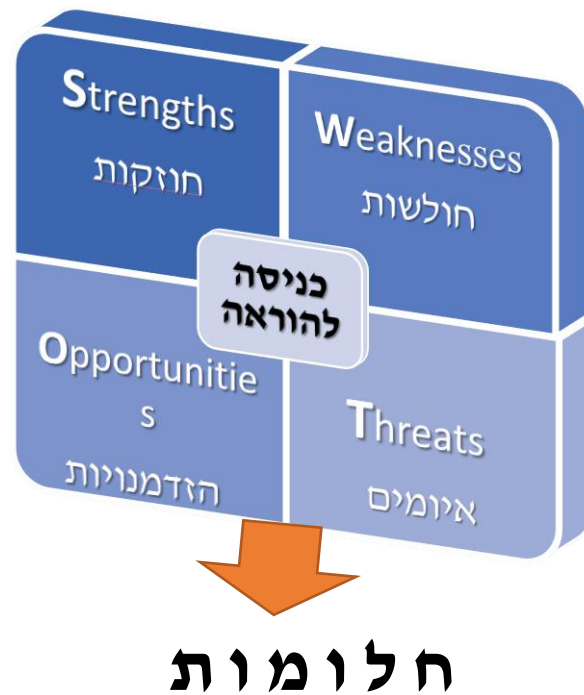 Strengths
חוזקות
Weaknesses
חולשות
כניסה
להוראה
Opportunitie
s
הזדמנויות
Threats
איומים
חלומות